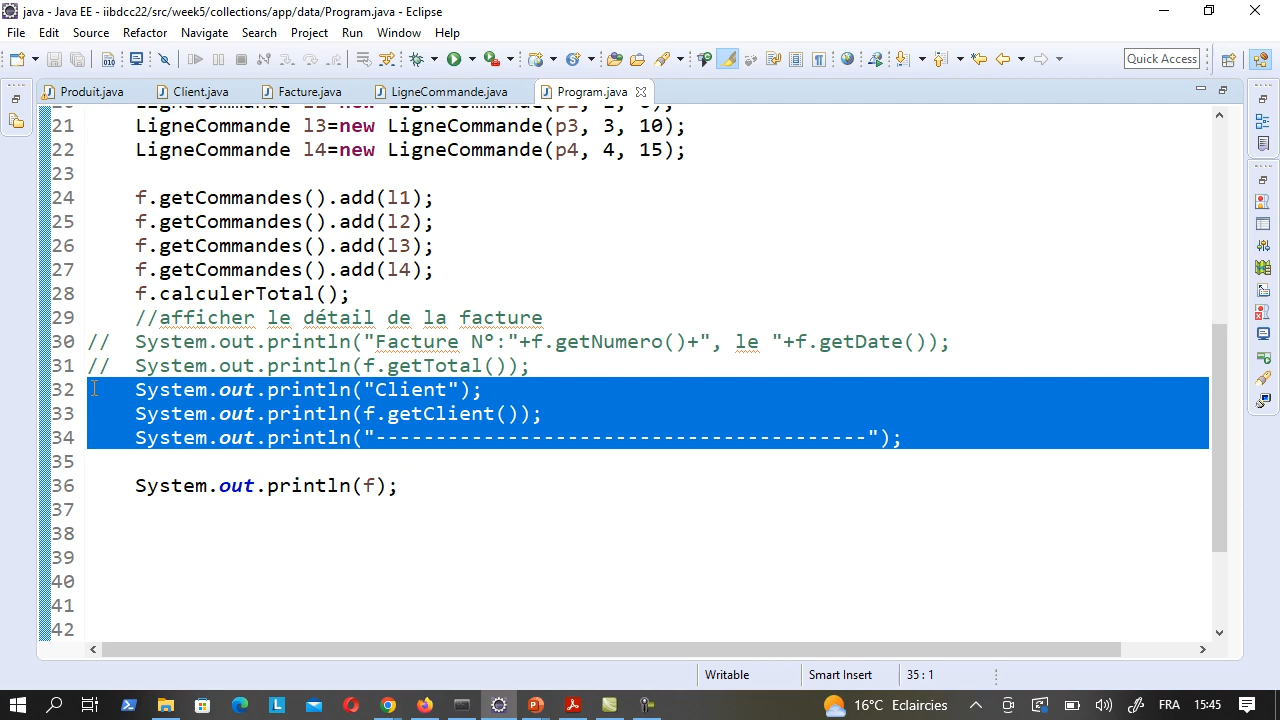 java - Java EE - iibdcc22/src/week5/collections/app/data/Program.java - Eclipse
File Edit Source Refactor Navigate Search Project Run Window Help
Quick Access
Produit.java Client.java Facture.java LigneCommande.java Program.java
21 LigneCommande l3=new LigneCommande(p3, 3, 10);
22 LigneCommande l4=new LigneCommande(p4, 4, 15);
23
24 f.getCommandes().add(l1);
25 f.getCommandes().add(l2);
26 f.getCommandes().add(l3);
27 f.getCommandes().add(l4);
28 f.calculerTotal();
29 //afficher le détail de la facture
30 // System.out.println("Facture N°:"+f.getNumero()+", le "+f.getDate());
31 // System.out.println(f.getTotal());
32 System.out.println("Client");
33 System.out.println(f.getClient());
34 System.out.println("-----------------------------------------");
35
36 System.out.println(f);
37
38
39
40
41
42
Writable Smart Insert 35 : 1
16°C Eclaircies FRA 15:45